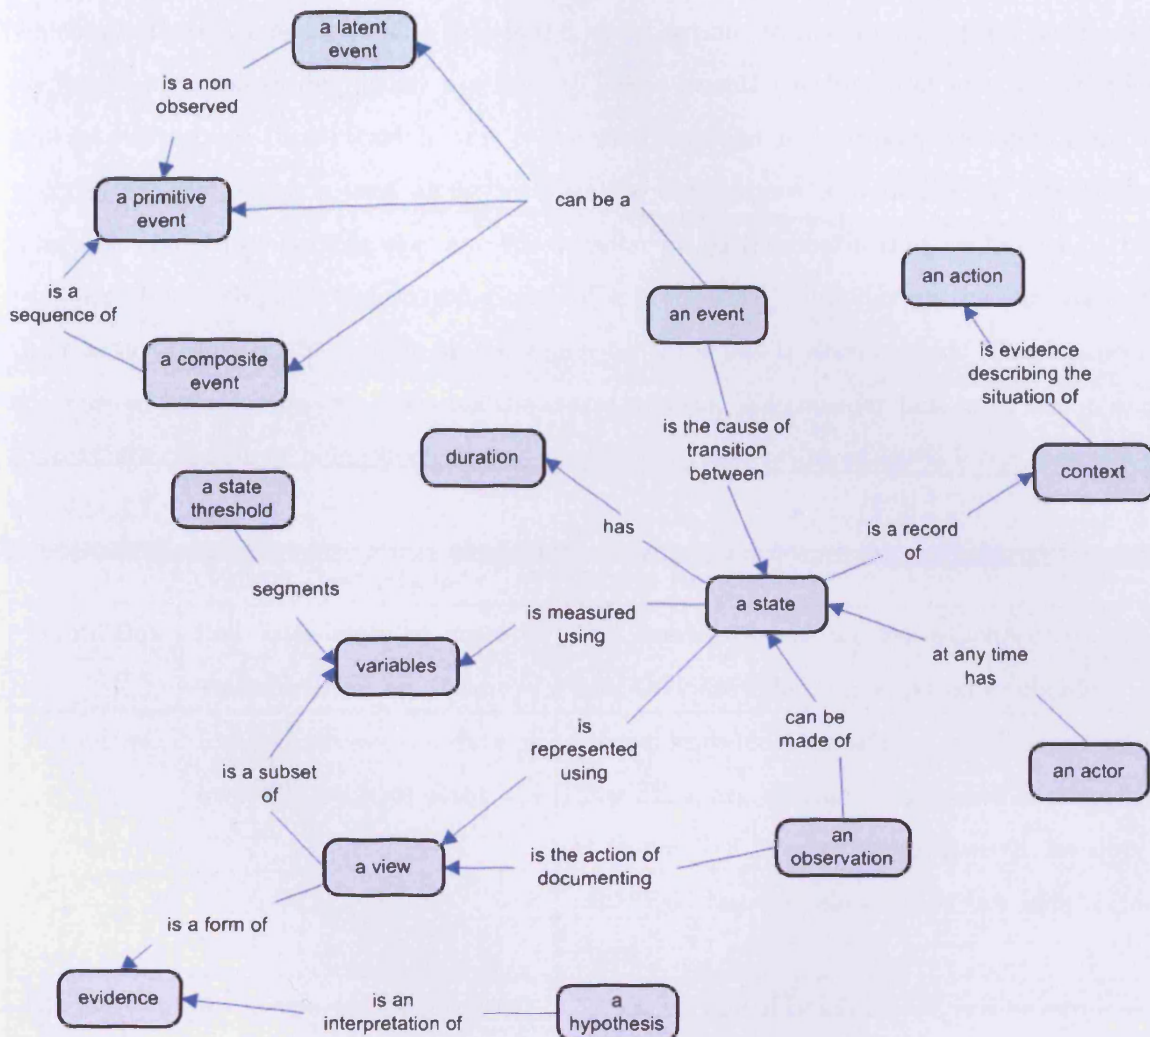 a latent
event
is a non
observed
a primitive
event
can be a
an action
is a
sequence of
an event
a composite
event
is evidence
describing the
situation of
is the cause of
transition
between
duration
context
a state
threshold
has
is a record
of
segments
a state
is measured
using
variables
at any time
has
is
represented
using
can be
made of
is a subset
of
an actor
an
observation
a view
is the action of
documenting
is a form of
evidence
is an
interpretation of
a
hypothesis